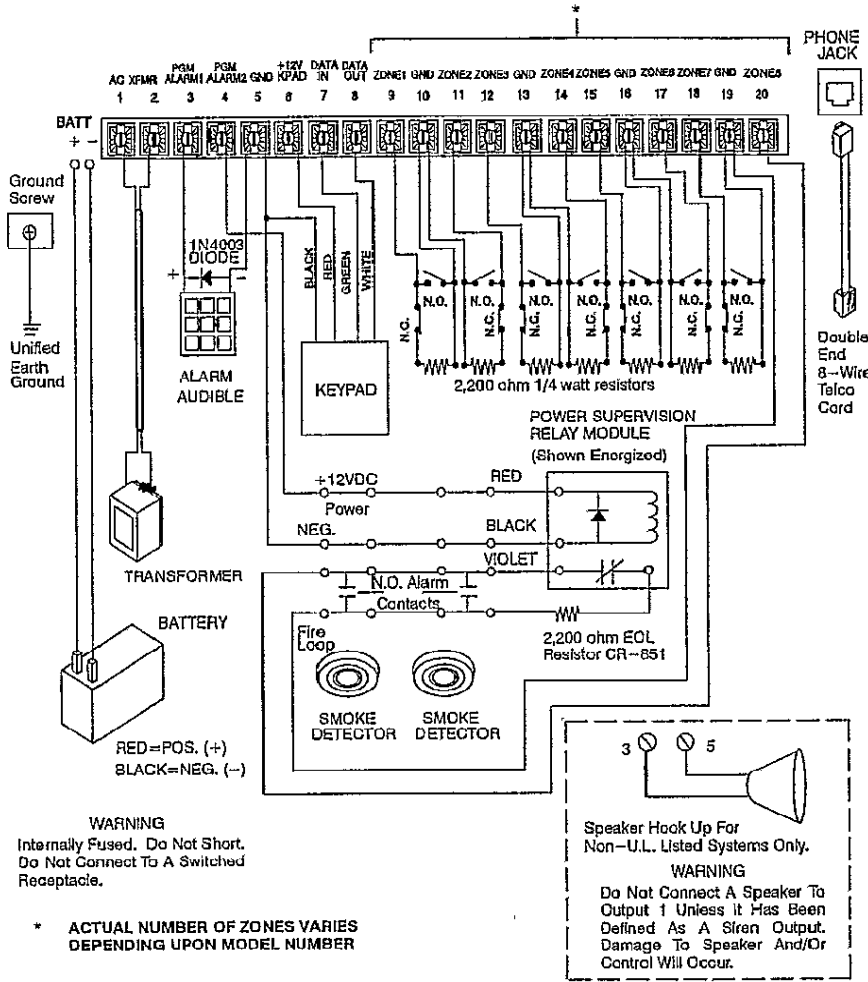 *
PHONE
JACK
AC XFMR PGM ALARM1 PGM ALARM2 GND +12V KPAD DATA IN DATA OUT ZONE1 GND ZONE2 ZONE3 GND ZONE4 ZONE5 GND ZONE6 ZONE7 GND ZONE8
1 2 3 4 5 6 7 8 9 10 11 12 13 14 15 16 17 18 19 20
BATT
+ -
Ground
Screw
Unified
Earth
Ground
1N4003
DIODE
+ -
ALARM
AUDIBLE
BLACK
RED
GREEN
WHITE
KEYPAD
N.O. N.O. N.O. N.O. N.O. N.O. N.O.
N.C. N.C. N.C. N.C. N.C. N.C. N.C.
2,200 ohm 1/4 watt resistors
Double
End
8-Wire
Telco
Cord
POWER SUPERVISION
RELAY MODULE
(Shown Energized)
+12VDC
Power
RED
NEG.
BLACK
VIOLET
N.O. Alarm
Contacts
Fire
Loop
2,200 ohm EOL
Resistor CR-851
TRANSFORMER
BATTERY
SMOKE
DETECTOR
SMOKE
DETECTOR
RED=POS. (+)
BLACK=NEG. (-)
WARNING
Internally Fused. Do Not Short.
Do Not Connect To A Switched
Receptacle.
* ACTUAL NUMBER OF ZONES VARIES
DEPENDING UPON MODEL NUMBER
3 5
Speaker Hook Up For
Non-U.L. Listed Systems Only.
WARNING
Do Not Connect A Speaker To
Output 1 Unless It Has Been
Defined As A Siren Output.
Damage To Speaker And/Or
Control Will Occur.